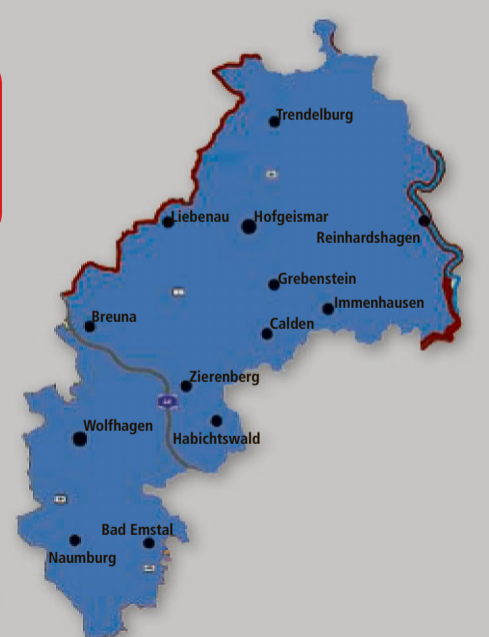 Trendelburg
Liebenau
Hofgeismar
Reinhardshagen
Grebenstein
Immenhausen
Breuna
Calden
Zierenberg
Wolfhagen
Habichtswald
Bad Emstal
Naumburg